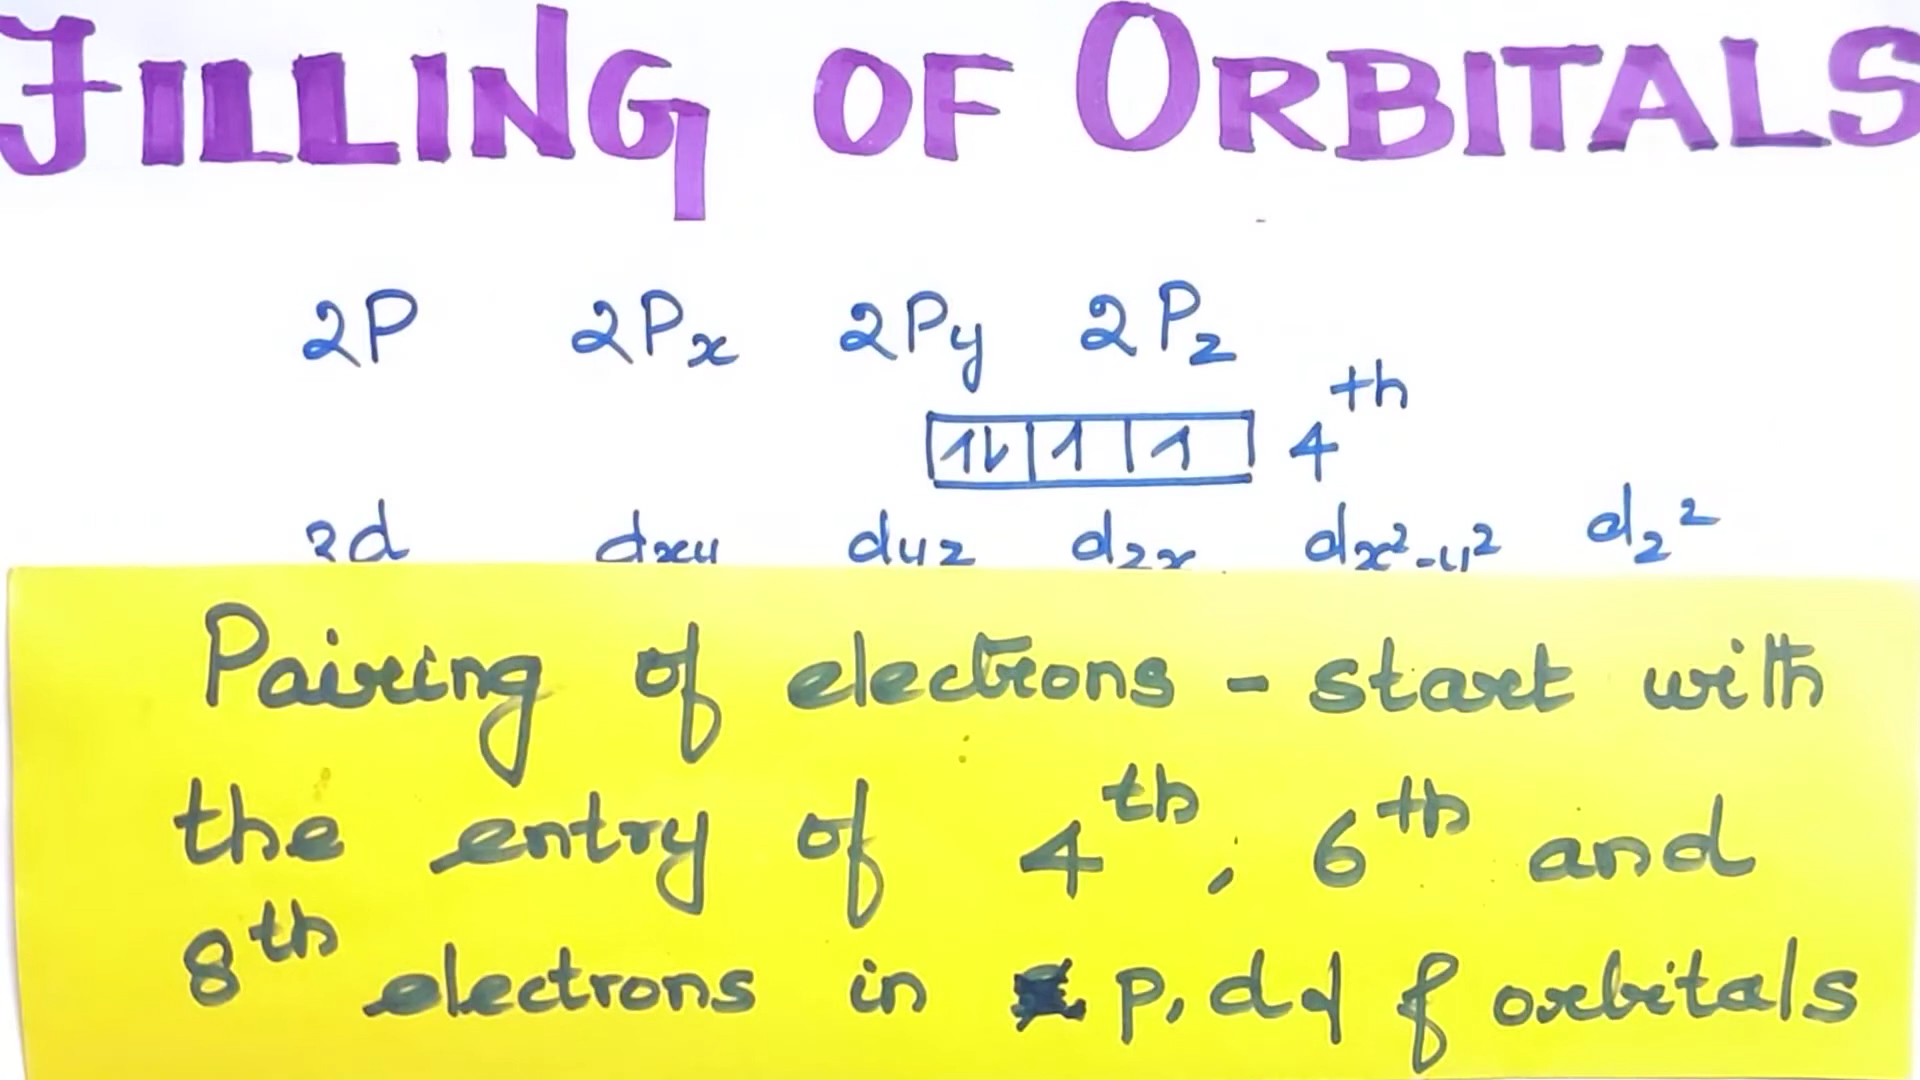 FILLING OF ORBITALS
2P 2Px 2Py 2Pz
1⇂ 1 1 4th
3d dxy dyz dzx dx²-y² dz²
Pairing of electrons - start with
the entry of 4th, 6th and
8th electrons in p, d & f orbitals